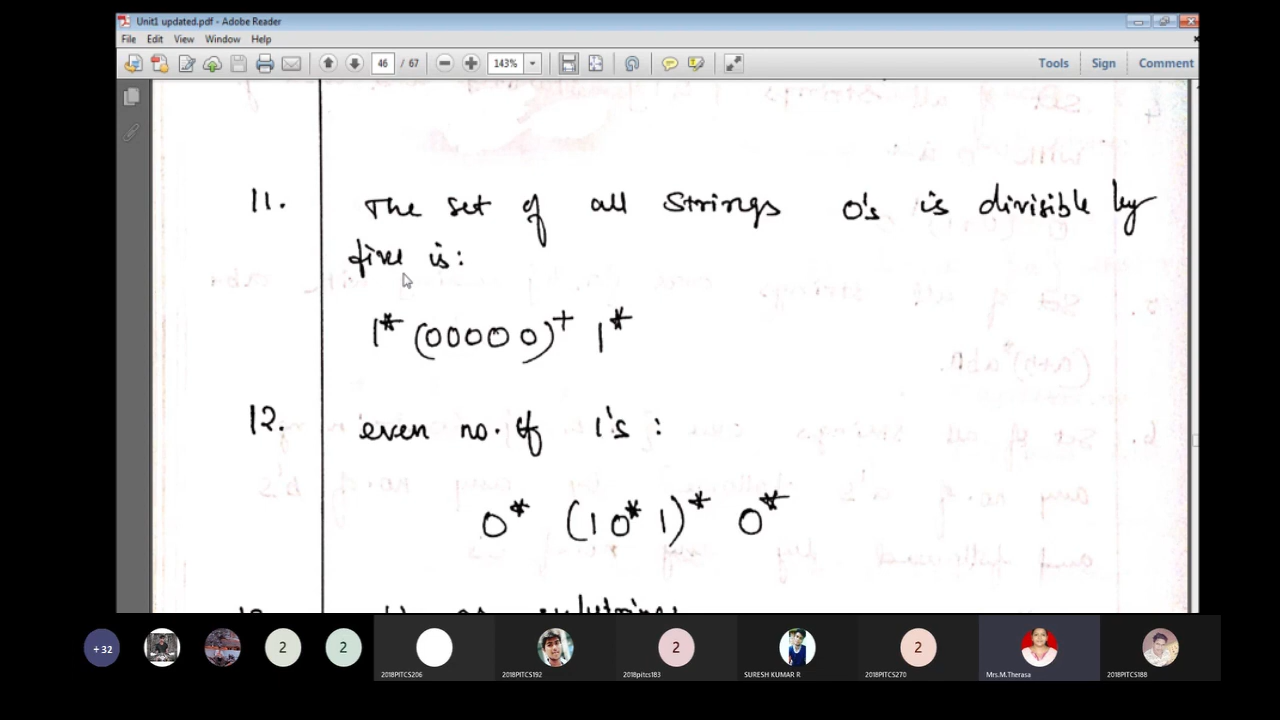 Unit1 updated.pdf - Adobe Reader
File Edit View Window Help
46 / 67 143% Tools Sign Comment
11. The set of all strings 0's is divisible by
five is:
1* (00000)+ 1*
12. even no. of 1's :
0* (10*1)* 0*
substring
+32 2 2 2 2
2018PITCS206 2018PITCS192 2018pitcs183 SURESH KUMAR R 2018PITCS270 Mrs.M.Therasa 2018PITCS188